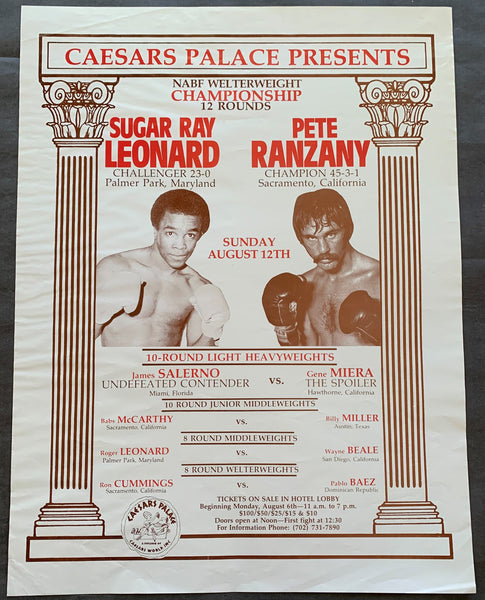 CAESARS PALACE PRESENTS
NABF WELTERWEIGHT
CHAMPIONSHIP
12 ROUNDS
SUGAR RAY
LEONARD
CHALLENGER 23-0
Palmer Park, Maryland
PETE
RANZANY
CHAMPION 45-3-1
Sacramento, California
SUNDAY
AUGUST 12TH
10-ROUND LIGHT HEAVYWEIGHTS
James SALERNO
UNDEFEATED CONTENDER
Miami, Florida
vs.
Gene MIERA
THE SPOILER
Hawthorne, California
10 ROUND JUNIOR MIDDLEWEIGHTS
Babs McCARTHY
Sacramento, California
vs.
Billy MILLER
Austin, Texas
8 ROUND MIDDLEWEIGHTS
Roger LEONARD
Palmer Park, Maryland
vs.
Wayne BEALE
San Diego, California
8 ROUND WELTERWEIGHTS
Ron CUMMINGS
Sacramento, California
vs.
Pablo BAEZ
Dominican Republic
TICKETS ON SALE IN HOTEL LOBBY
Beginning Monday, August 6th—11 a.m. to 7 p.m.
$100/$50/$25/$15 & $10
Doors open at Noon—First fight at 12:30
For Information Phone: (702) 731-7890
CAESARS PALACE
CAESARS WORLD INC.